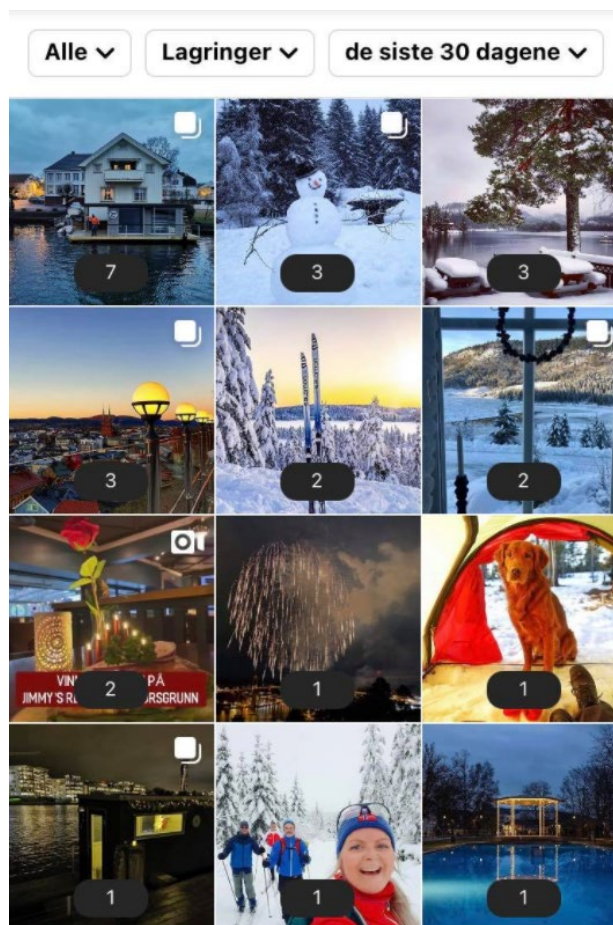 Alle Lagringer de siste 30 dagene
7 3 3
3 2 2
VIN PÅ
JIMMY'S R RSGRUNN
2 1 1
1 1 1